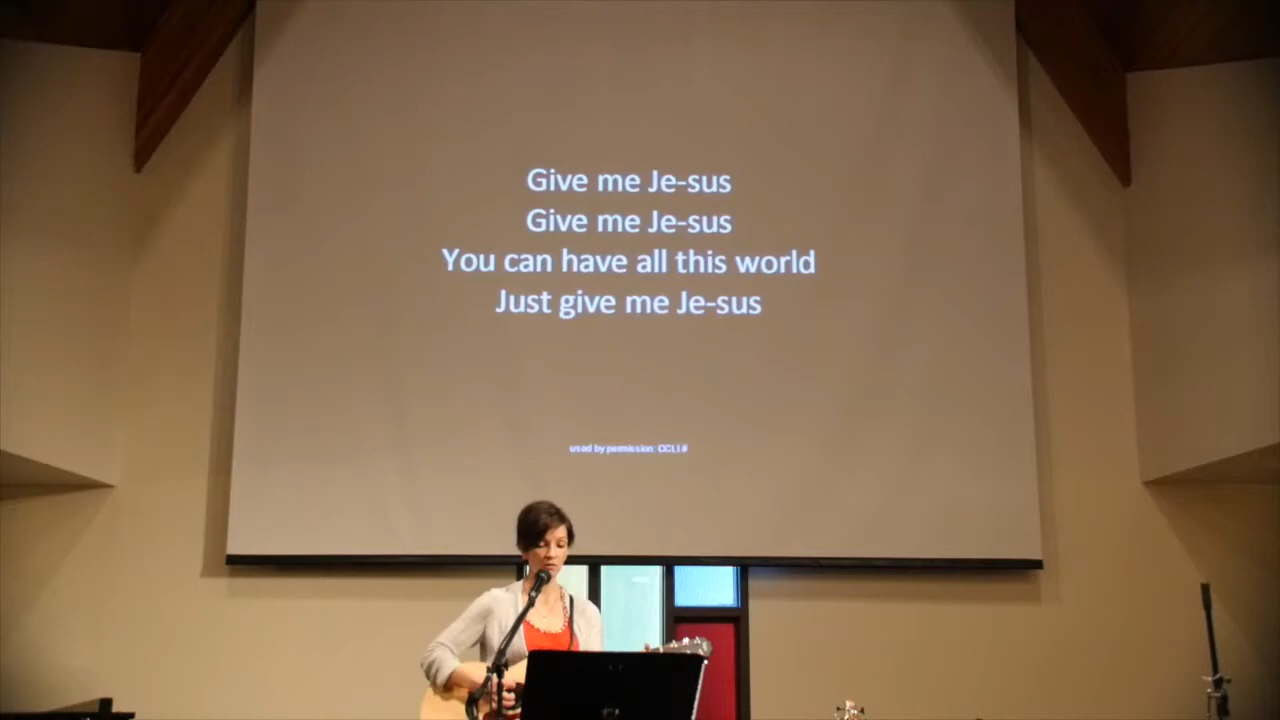 Give me Je-sus
Give me Je-sus
You can have all this world
Just give me Je-sus
used by permission: CCLI#